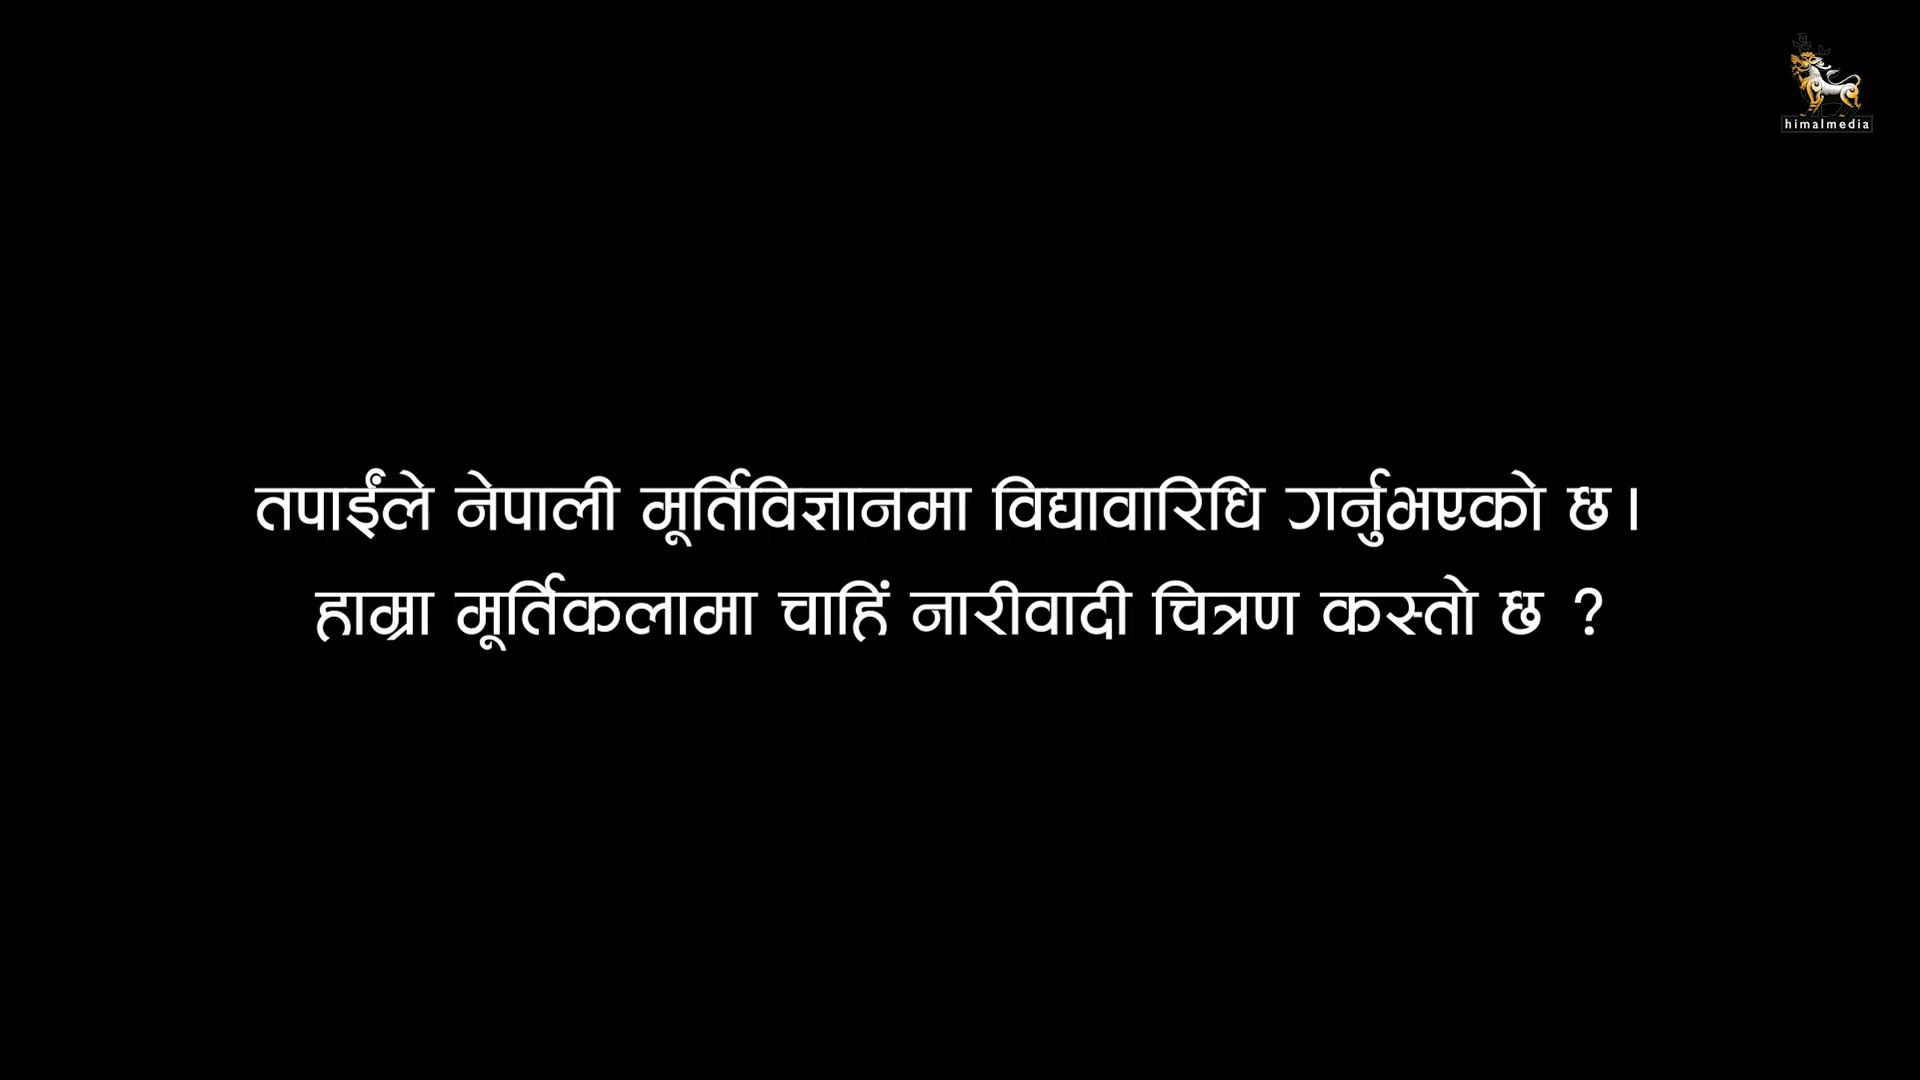 himalmedia
तपाईंले नेपाली मूर्तिविज्ञानमा विद्यावारिधि गर्नुभएको छ।
हाम्रा मूर्तिकलामा चाहिं नारीवादी चित्रण कस्तो छ ?